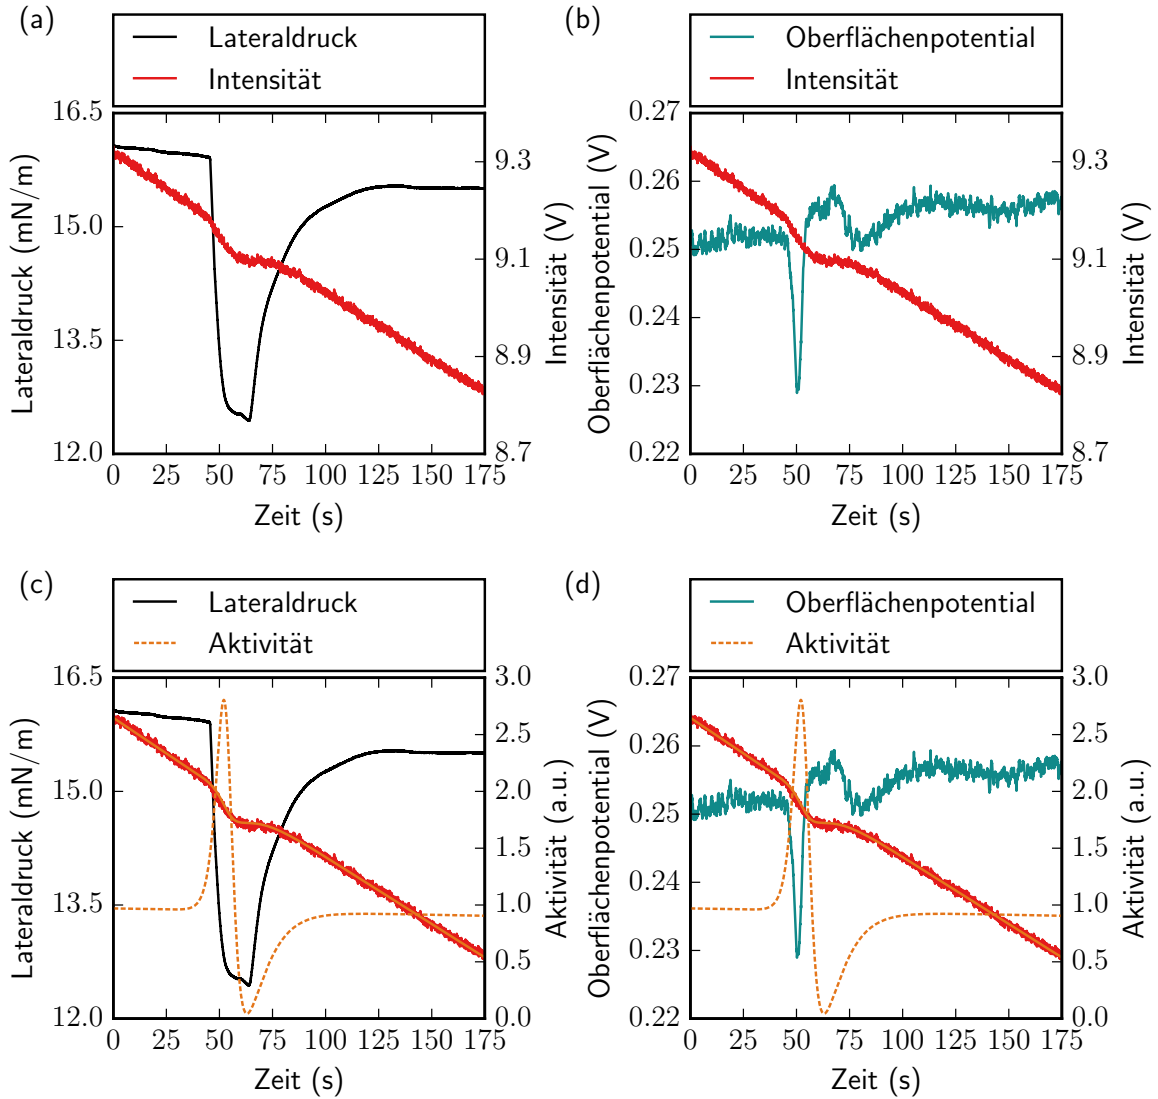 (a)
Lateraldruck
Intensität
16.5
15.0
13.5
12.0
Lateraldruck (mN/m)
9.3
9.1
8.9
8.7
Intensität (V)
0 25 50 75 100 125 150 175
Zeit (s)
(b)
Oberflächenpotential
Intensität
0.27
0.26
0.25
0.24
0.23
0.22
Oberflächenpotential (V)
9.3
9.1
8.9
8.7
Intensität (V)
0 25 50 75 100 125 150 175
Zeit (s)
(c)
Lateraldruck
Aktivität
16.5
15.0
13.5
12.0
Lateraldruck (mN/m)
3.0
2.5
2.0
1.5
1.0
0.5
0.0
Aktivität (a.u.)
0 25 50 75 100 125 150 175
Zeit (s)
(d)
Oberflächenpotential
Aktivität
0.27
0.26
0.25
0.24
0.23
0.22
Oberflächenpotential (V)
3.0
2.5
2.0
1.5
1.0
0.5
0.0
Aktivität (a.u.)
0 25 50 75 100 125 150 175
Zeit (s)